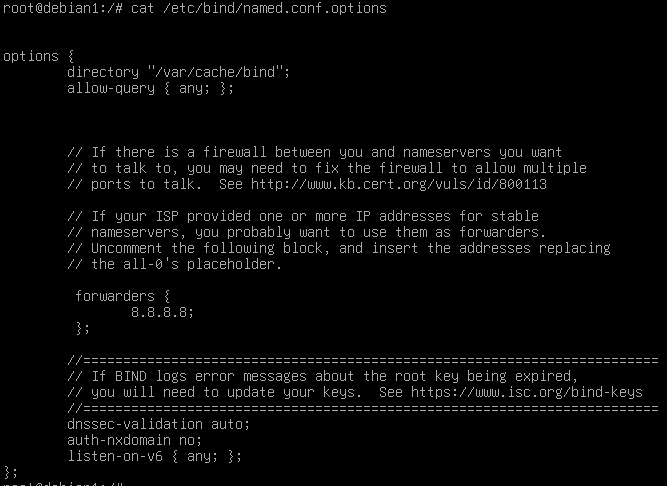 root@debian1:/# cat /etc/bind/named.conf.options
options {
directory "/var/cache/bind";
allow-query { any; };
// If there is a firewall between you and nameservers you want
// to talk to, you may need to fix the firewall to allow multiple
// ports to talk.  See http://www.kb.cert.org/vuls/id/800113
// If your ISP provided one or more IP addresses for stable
// nameservers, you probably want to use them as forwarders.
// Uncomment the following block, and insert the addresses replacing
// the all-0's placeholder.
forwarders {
8.8.8.8;
};
//========================================================================
// If BIND logs error messages about the root key being expired,
// you will need to update your keys.  See https://www.isc.org/bind-keys
//========================================================================
dnssec-validation auto;
auth-nxdomain no;
listen-on-v6 { any; };
};
root@debian1:/#